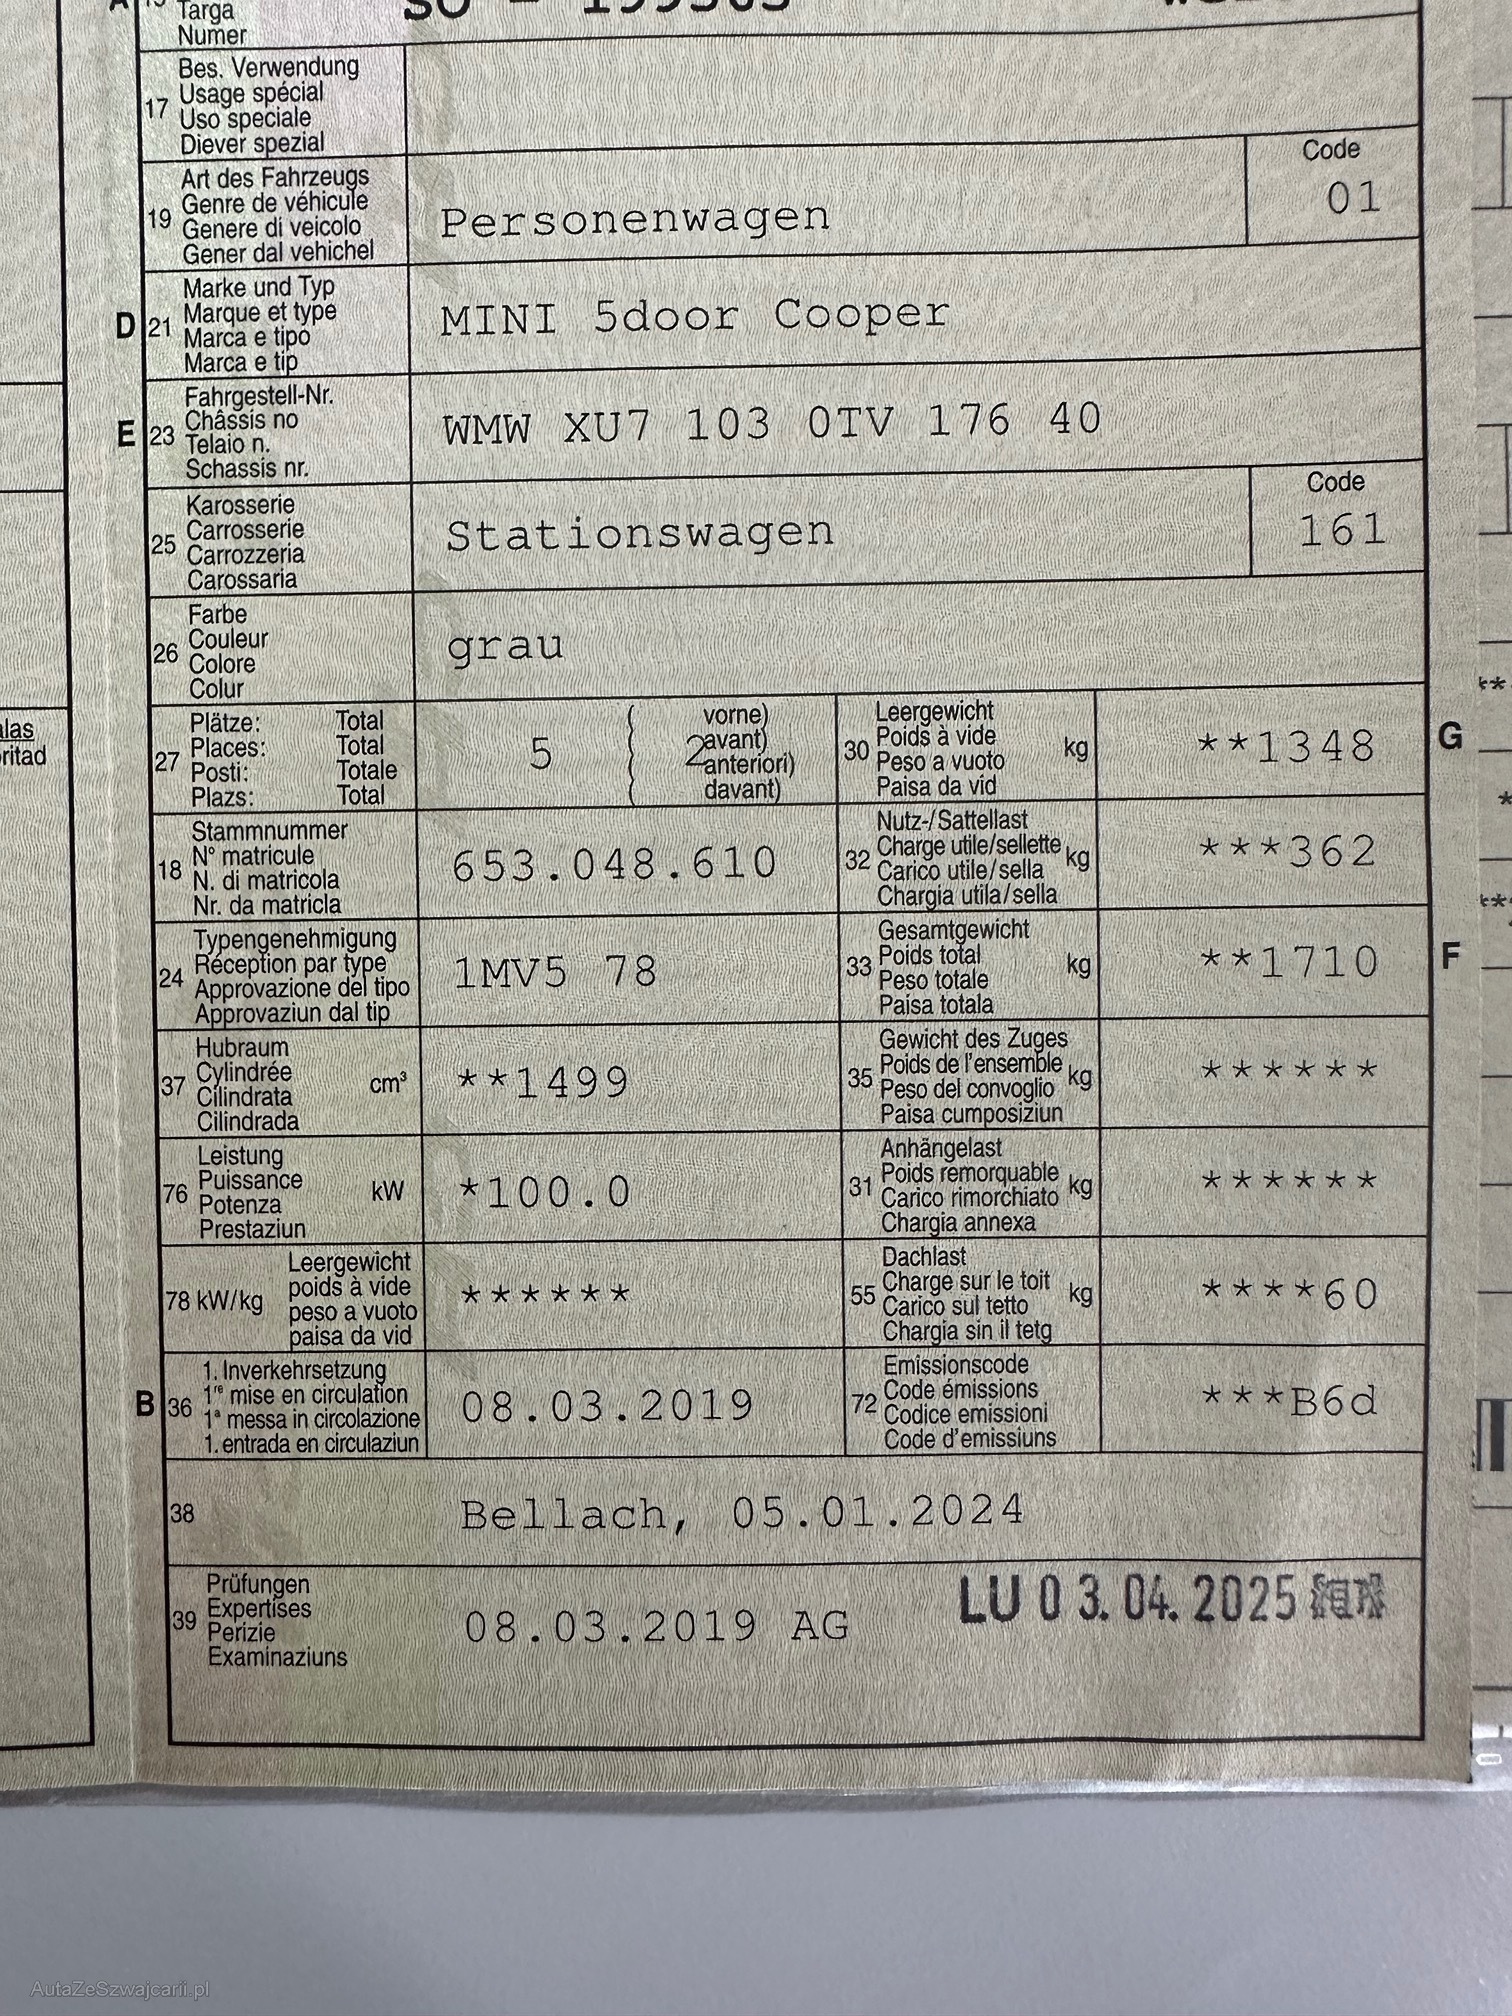 Targa
Numer
17 Bes. Verwendung
Usage spécial
Uso speciale
Diever spezial
19 Art des Fahrzeugs
Genre de véhicule
Genere di veicolo
Gener dal vehichel
Personenwagen
Code
01
D 21 Marke und Typ
Marque et type
Marca e tipo
Marca e tip
MINI 5door Cooper
E 23 Fahrgestell-Nr.
Châssis no
Telaio n.
Schassis nr.
WMW XU7 103 0TV 176 40
25 Karosserie
Carrosserie
Carrozzeria
Carossaria
Stationswagen
Code
161
26 Farbe
Couleur
Colore
Colur
grau
27 Plätze: Total
Places: Total
Posti: Totale
Plazs: Total
5 ( 2 vorne)
avant)
anteriori)
davant)
30 Leergewicht
Poids à vide
Peso a vuoto
Paisa da vid
kg
**1348
G
18 Stammnummer
N° matricule
N. di matricola
Nr. da matricla
653.048.610
32 Nutz-/Sattellast
Charge utile/sellette
Carico utile/sella
Chargia utila/sella
kg
***362
24 Typengenehmigung
Réception par type
Approvazione del tipo
Approvaziun dal tip
1MV5 78
33 Gesamtgewicht
Poids total
Peso totale
Paisa totala
kg
**1710
F
37 Hubraum
Cylindrée
Cilindrata
Cilindrada
cm³
**1499
35 Gewicht des Zuges
Poids de l'ensemble
Peso del convoglio
Paisa cumposiziun
kg
******
76 Leistung
Puissance
Potenza
Prestaziun
kW
*100.0
31 Anhängelast
Poids remorquable
Carico rimorchiato
Chargia annexa
kg
******
78 kW/kg
Leergewicht
poids à vide
peso a vuoto
paisa da vid
******
55 Dachlast
Charge sur le toit
Carico sul tetto
Chargia sin il tetg
kg
****60
B 36 1. Inverkehrsetzung
1re mise en circulation
1a messa in circolazione
1. entrada en circulaziun
08.03.2019
72 Emissionscode
Code émissions
Codice emissioni
Code d'emissiuns
***B6d
38 Bellach, 05.01.2024
39 Prüfungen
Expertises
Perizie
Examinaziuns
08.03.2019 AG
LU 03.04.2025
AutaZeSzwajcarii.pl